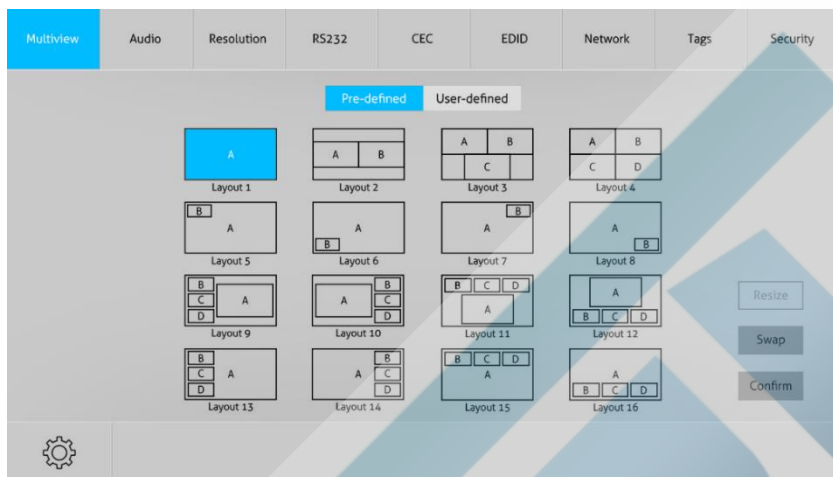 Multiview Audio Resolution RS232 CEC EDID Network Tags Security
Pre-defined User-defined
A A B A B A B
C C D
Layout 1 Layout 2 Layout 3 Layout 4
B B
A A A A
B B
Layout 5 Layout 6 Layout 7 Layout 8
B B B C D A
C A A C A
D D B C D
Layout 9 Layout 10 Layout 11 Layout 12
Resize
B B B C D
C A A C A A
D D B C D
Layout 13 Layout 14 Layout 15 Layout 16
Swap
Confirm